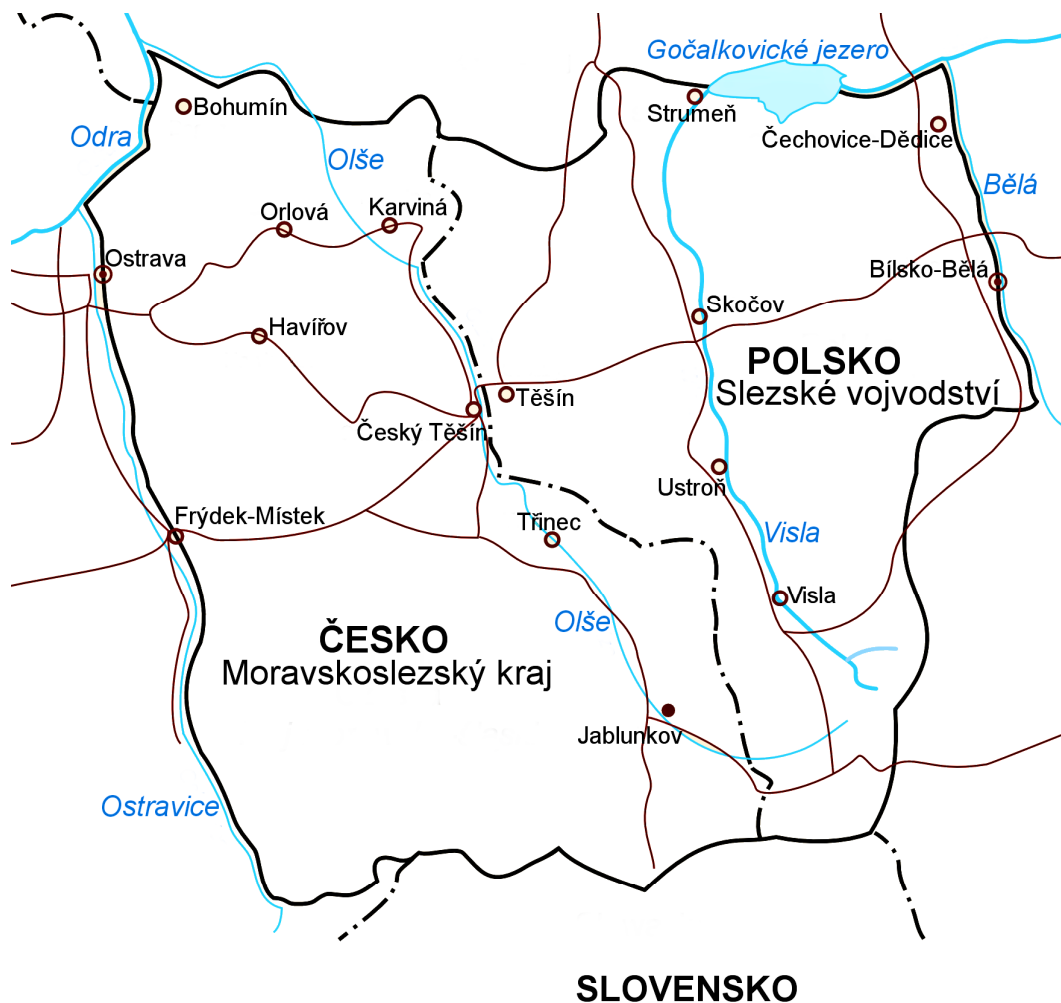 Gočalkovické jezero
Bohumín
Strumeň
Odra
Čechovice-Dědice
Olše
Bělá
Orlová
Karviná
Ostrava
Bílsko-Bělá
Skočov
Havířov
POLSKO
Těšín
Slezské vojvodství
Český Těšín
Ustroň
Frýdek-Místek
Třinec
Visla
Visla
Olše
ČESKO
Moravskoslezský kraj
Jablunkov
Ostravice
SLOVENSKO